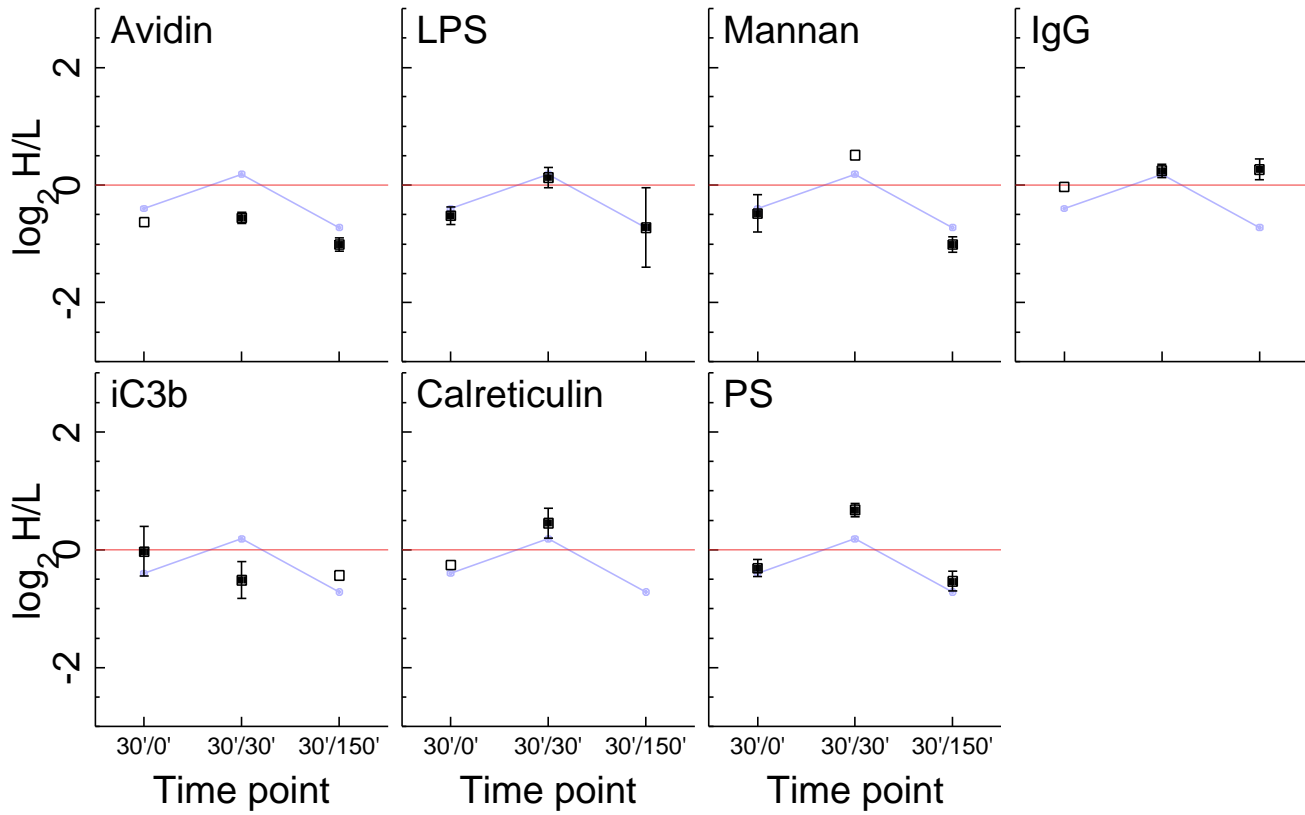 Avidin LPS Mannan IgG
2
0
-2
log2 H/L
iC3b Calreticulin PS
2
0
-2
log2 H/L
30'/0' 30'/30' 30'/150' 30'/0' 30'/30' 30'/150' 30'/0' 30'/30' 30'/150'
Time point Time point Time point